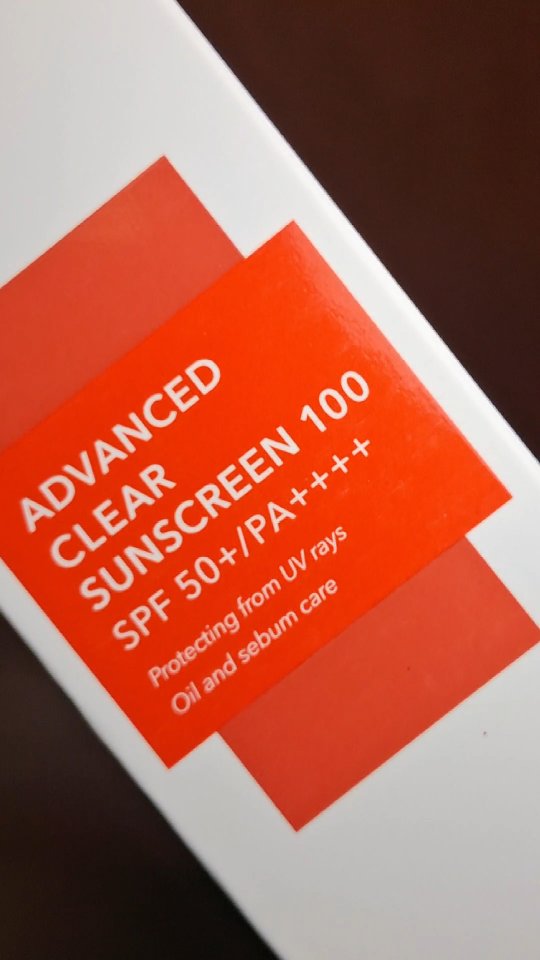 ADVANCED
CLEAR
SUNSCREEN 100
SPF 50+/PA++++
Protecting from UV rays
Oil and sebum care